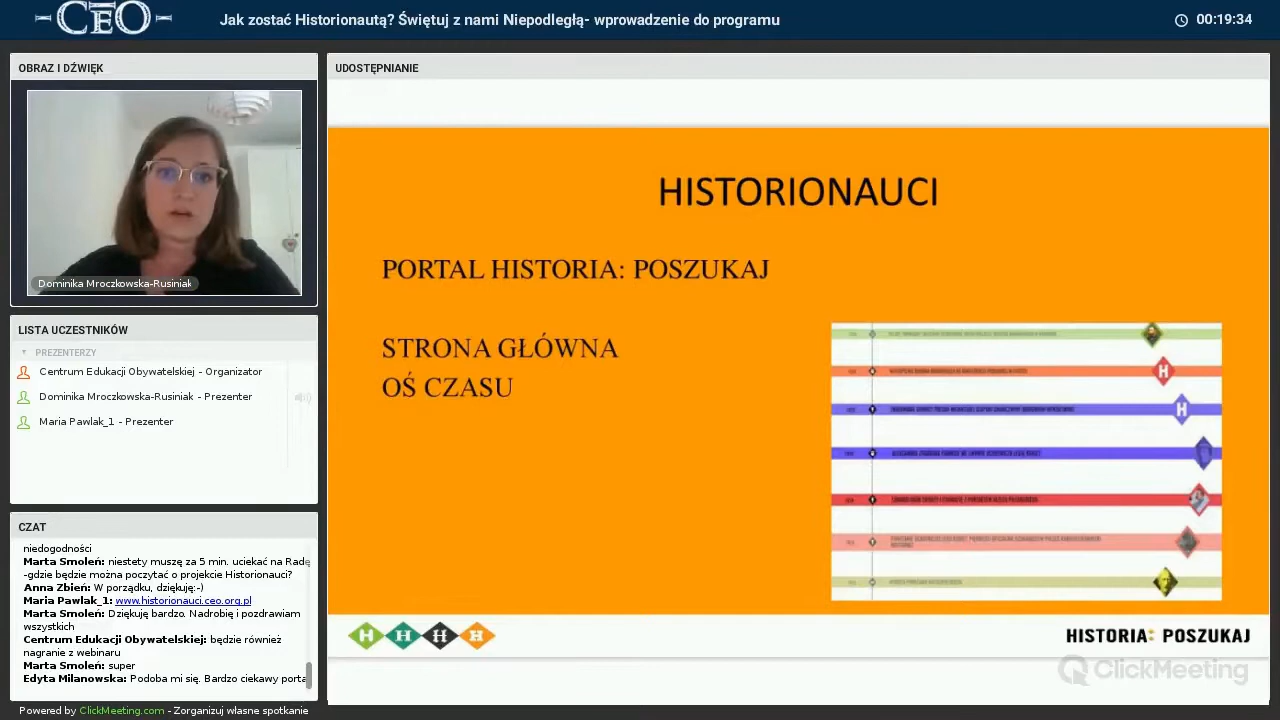 CEO
Jak zostać Historionautą? Świętuj z nami Niepodległą- wprowadzenie do programu
00:19:34
OBRAZ I DŹWIĘK
Dominika Mroczkowska-Rusiniak
LISTA UCZESTNIKÓW
PREZENTERZY
Centrum Edukacji Obywatelskiej - Organizator
Dominika Mroczkowska-Rusiniak - Prezenter
Maria Pawlak_1 - Prezenter
CZAT
niedogodności
Marta Smoleń: niestety muszę za 5 min. uciekać na Radę
-gdzie będzie można poczytać o projekcie Historionauci?
Anna Zbień: W porządku, dziękuję:-)
Maria Pawlak_1: www.historionauci.ceo.org.pl
Marta Smoleń: Dziękuję bardzo. Nadrobię i pozdrawiam
wszystkich
Centrum Edukacji Obywatelskiej: będzie również
nagranie z webinaru
Marta Smoleń: super
Edyta Milanowska: Podoba mi się. Bardzo ciekawy porta
Powered by ClickMeeting.com - Zorganizuj własne spotkanie
UDOSTĘPNIANIE
HISTORIONAUCI
PORTAL HISTORIA: POSZUKAJ
STRONA GŁÓWNA
OŚ CZASU
H
H
H H H H
HISTORIA: POSZUKAJ
ClickMeeting